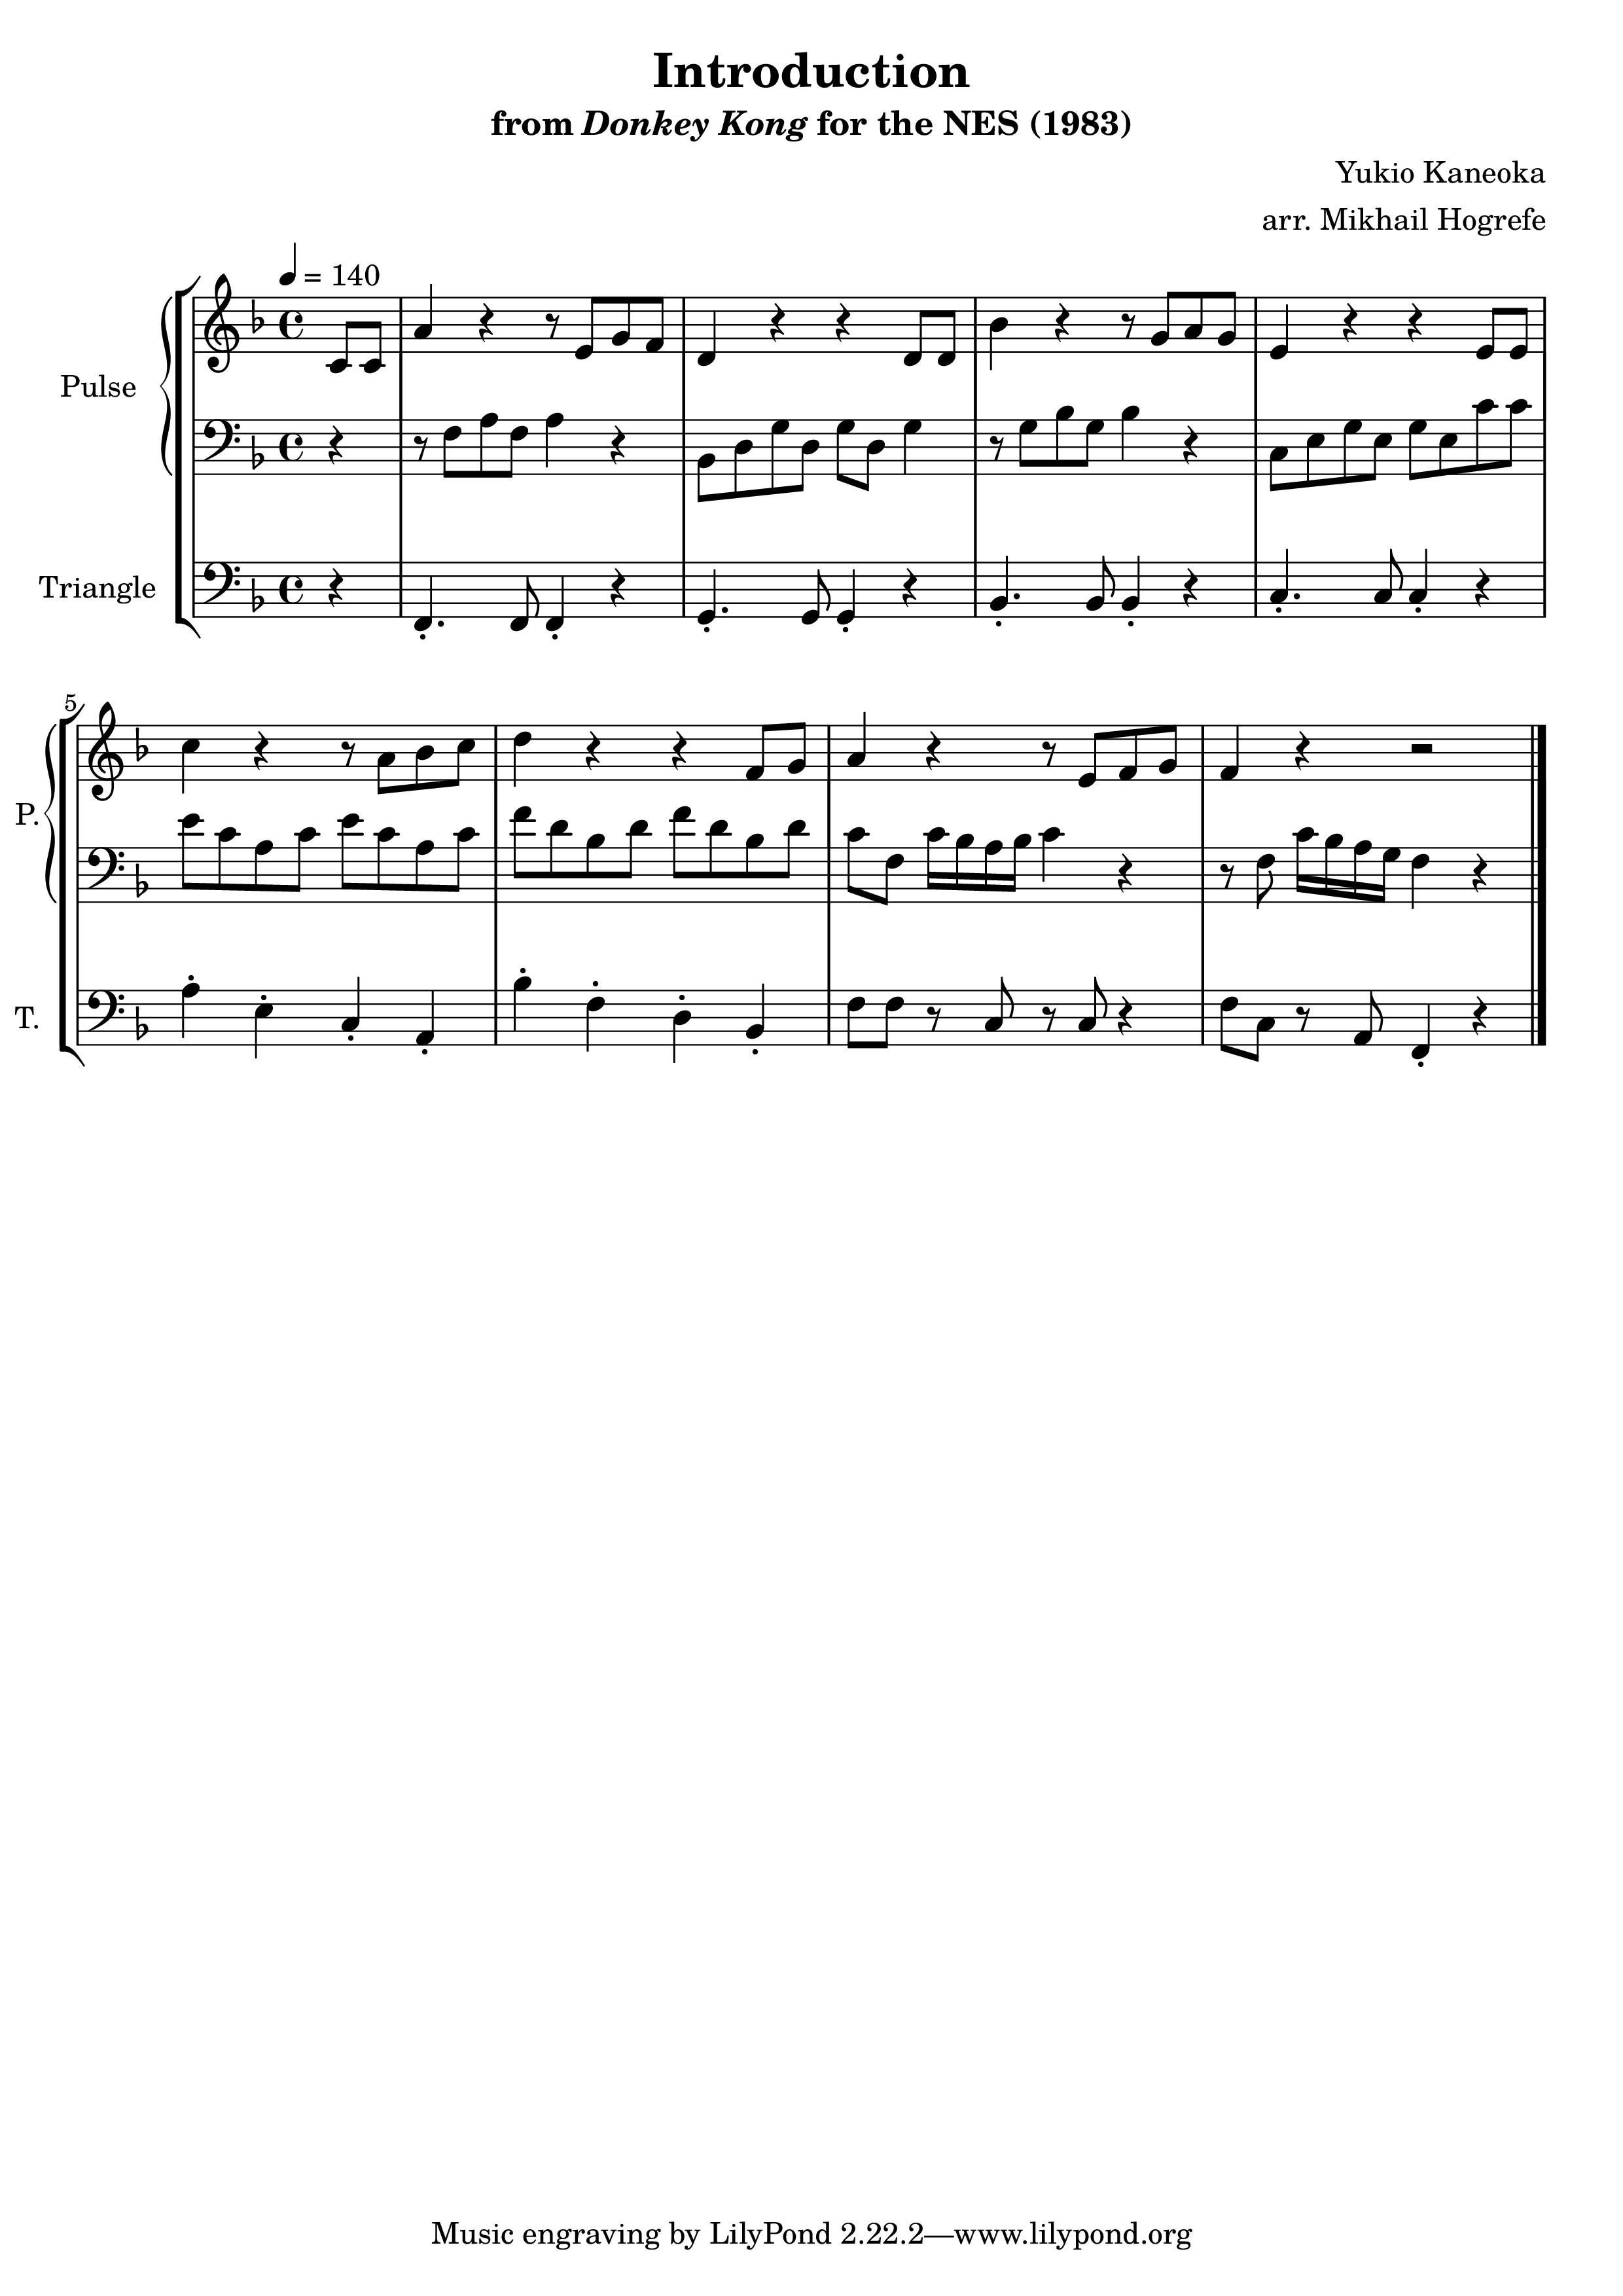 Introduction
from Donkey Kong for the NES (1983)
Yukio Kaneoka
arr. Mikhail Hogrefe
= 140
Pulse
Triangle
5
P.
T.
Music engraving by LilyPond 2.22.2—www.lilypond.org